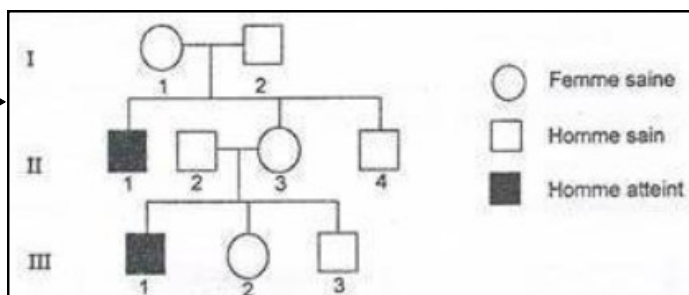 I
1 2
Femme saine
Homme sain
II
1 2 3 4
Homme atteint
III
1 2 3